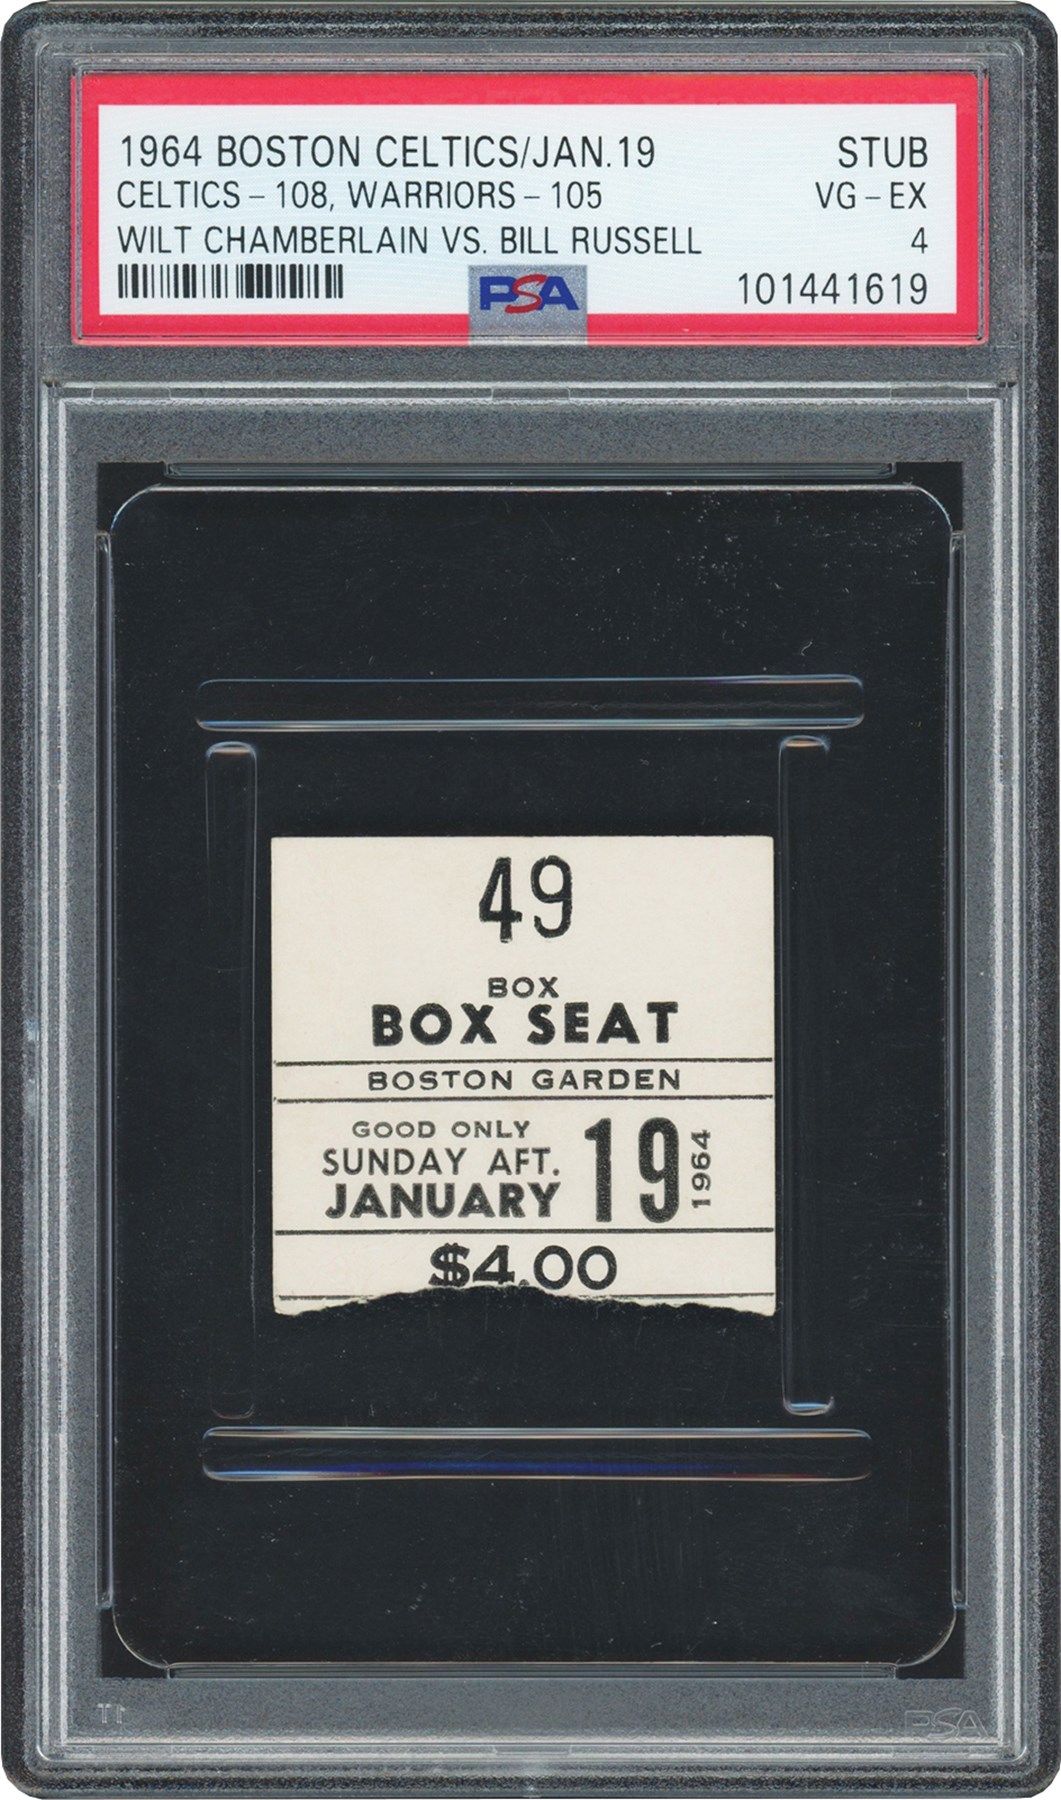 1964 BOSTON CELTICS/JAN.19 STUB
CELTICS - 108, WARRIORS - 105 VG - EX
WILT CHAMBERLAIN VS. BILL RUSSELL 4
PSA 101441619
49
BOX
BOX SEAT
BOSTON GARDEN
GOOD ONLY
SUNDAY AFT.
JANUARY 19 1964
$4.00
PSA